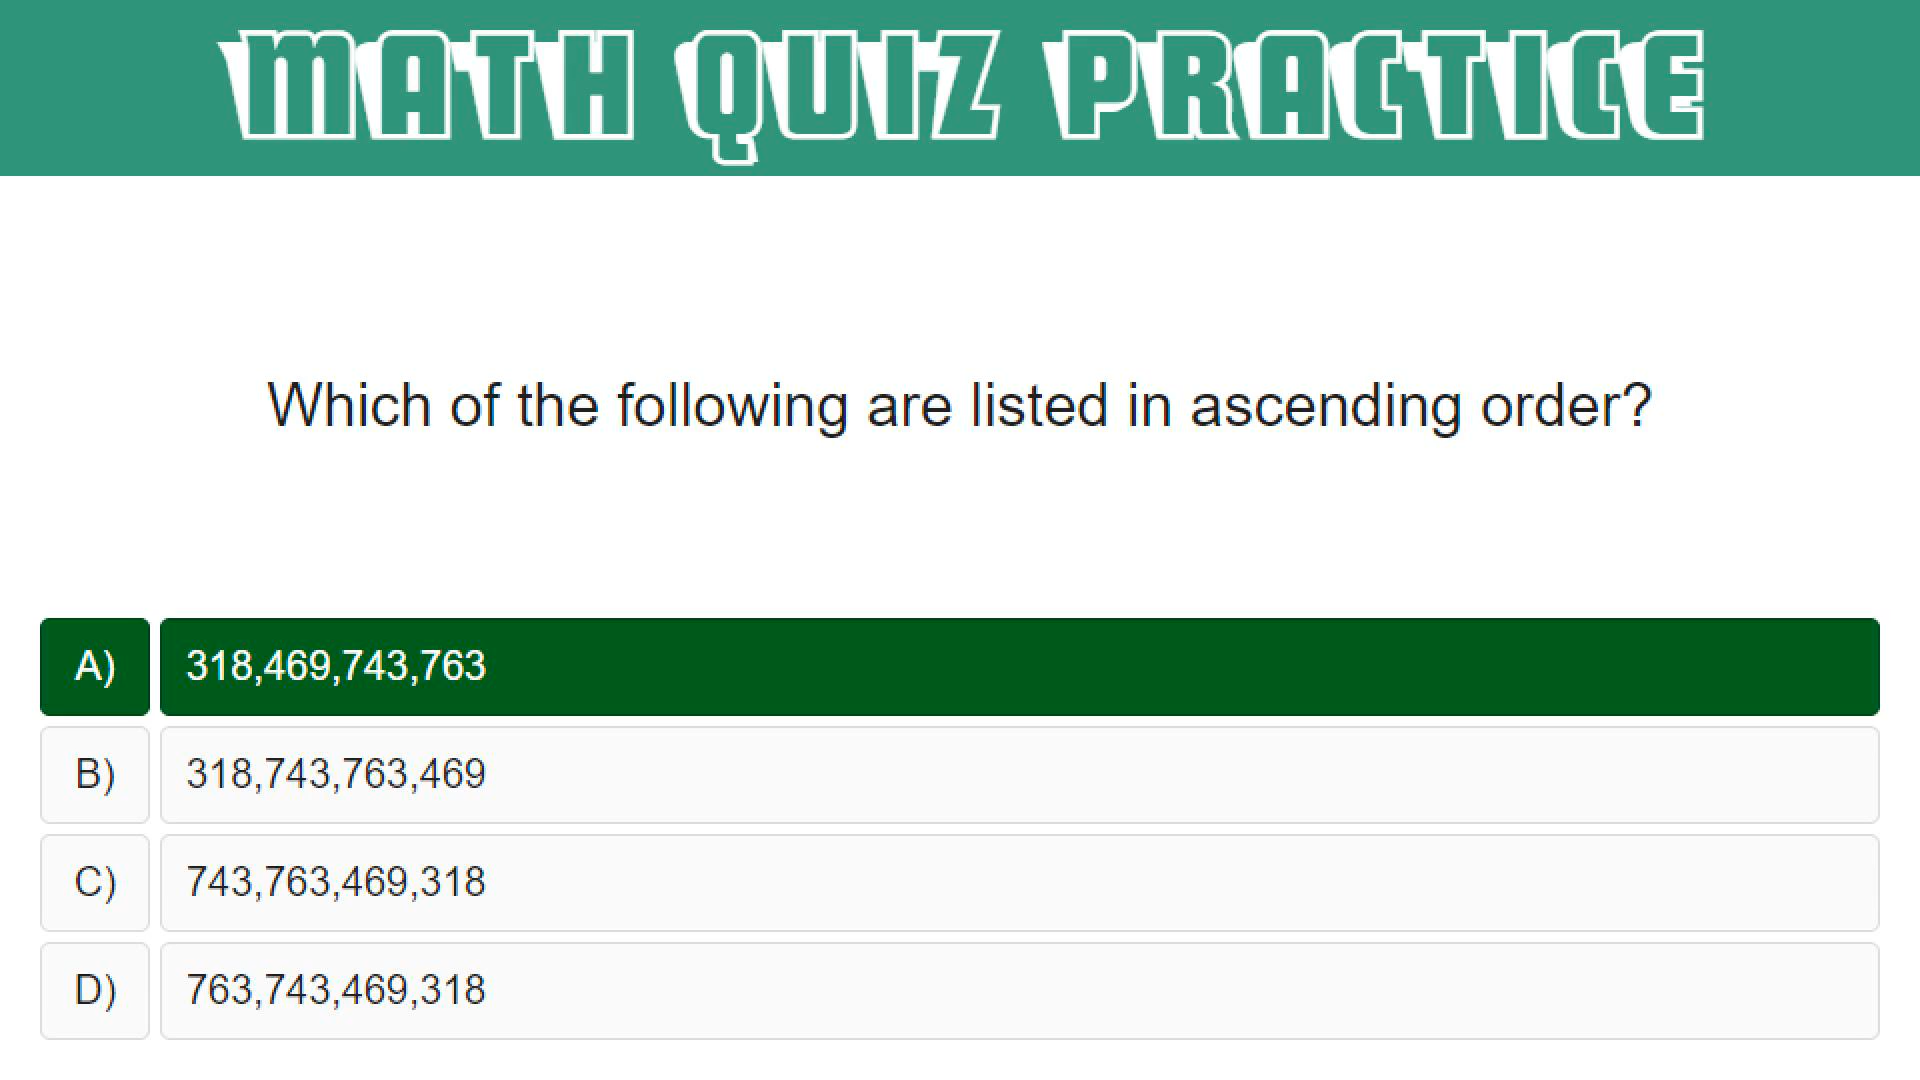 MATH QUIZ PRACTICE
Which of the following are listed in ascending order?
A) 318,469,743,763
B) 318,743,763,469
C) 743,763,469,318
D) 763,743,469,318